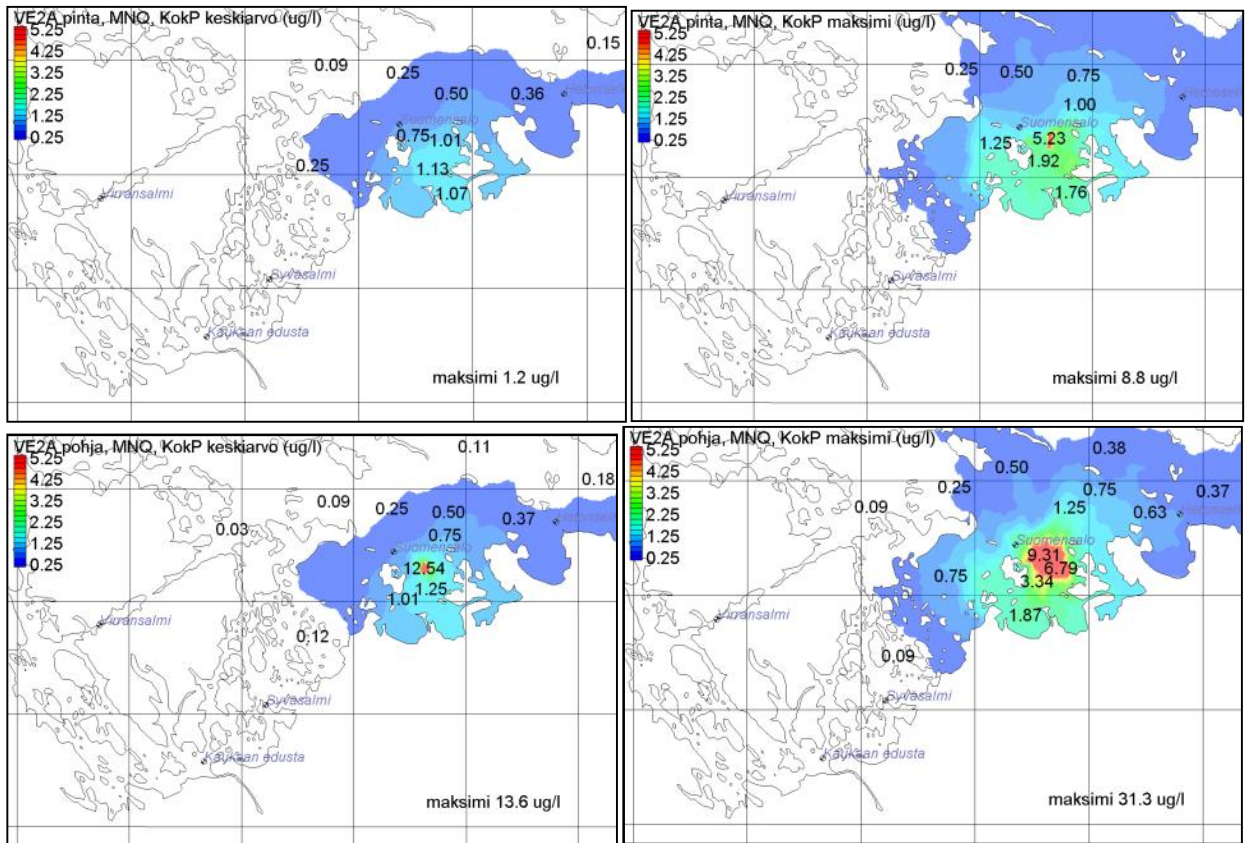 VE2A pinta, MNQ, KokP keskiarvo (ug/l)
5.25
4.25
3.25
2.25
1.25
0.25
0.15
0.09
0.25
0.50
0.36
Heponselkä
Suomensalo
0.75
1.01
0.25
1.13
1.07
Virransalmi
Syväsalmi
Kaukaan edusta
maksimi 1.2 ug/l
VE2A pinta, MNQ, KokP maksimi (ug/l)
5.25
4.25
3.25
2.25
1.25
0.25
0.25
0.50
0.75
1.00
Suomensalo
5.23
1.25
1.92
1.76
Virransalmi
Syväsalmi
Kaukaan edusta
maksimi 8.8 ug/l
VE2A pohja, MNQ, KokP keskiarvo (ug/l)
5.25
4.25
3.25
2.25
1.25
0.25
0.11
0.18
0.09
0.25
0.50
0.37
0.03
0.75
Suomensalo
12.54
1.25
1.01
0.12
Virransalmi
Syväsalmi
Kaukaan edusta
maksimi 13.6 ug/l
VE2A pohja, MNQ, KokP maksimi (ug/l)
5.25
4.25
3.25
2.25
1.25
0.25
0.38
0.50
0.25
0.75
0.37
0.09
1.25
0.63
Suomensalo
9.31
6.79
0.75
3.34
1.87
Virransalmi
0.09
Syväsalmi
Kaukaan edusta
maksimi 31.3 ug/l